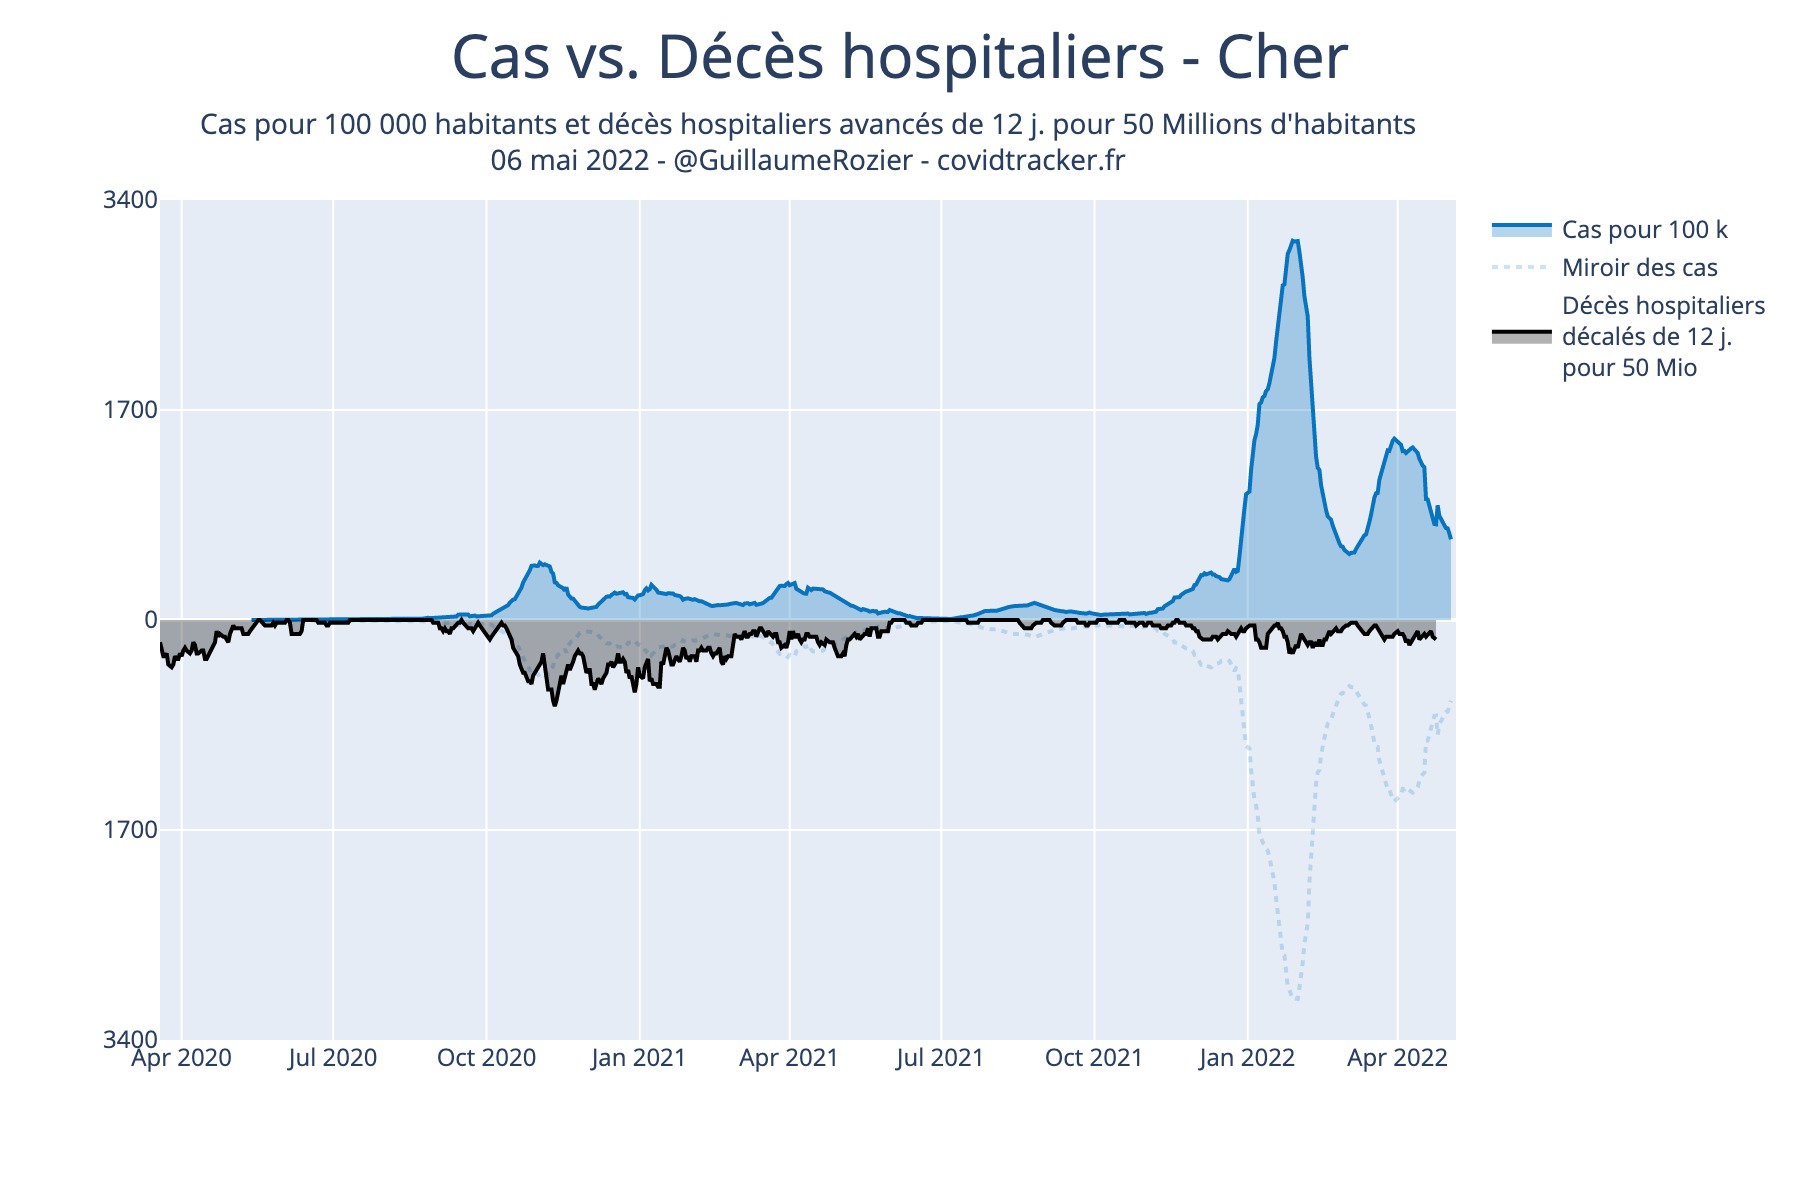 Cas vs. Décès hospitaliers - Cher
Cas pour 100 000 habitants et décès hospitaliers avancés de 12 j. pour 50 Millions d'habitants
06 mai 2022 - @GuillaumeRozier - covidtracker.fr
3400
1700
0
1700
3400
Apr 2020
Jul 2020
Oct 2020
Jan 2021
Apr 2021
Jul 2021
Oct 2021
Jan 2022
Apr 2022
Cas pour 100 k
Miroir des cas
Décès hospitaliers
décalés de 12 j.
pour 50 Mio